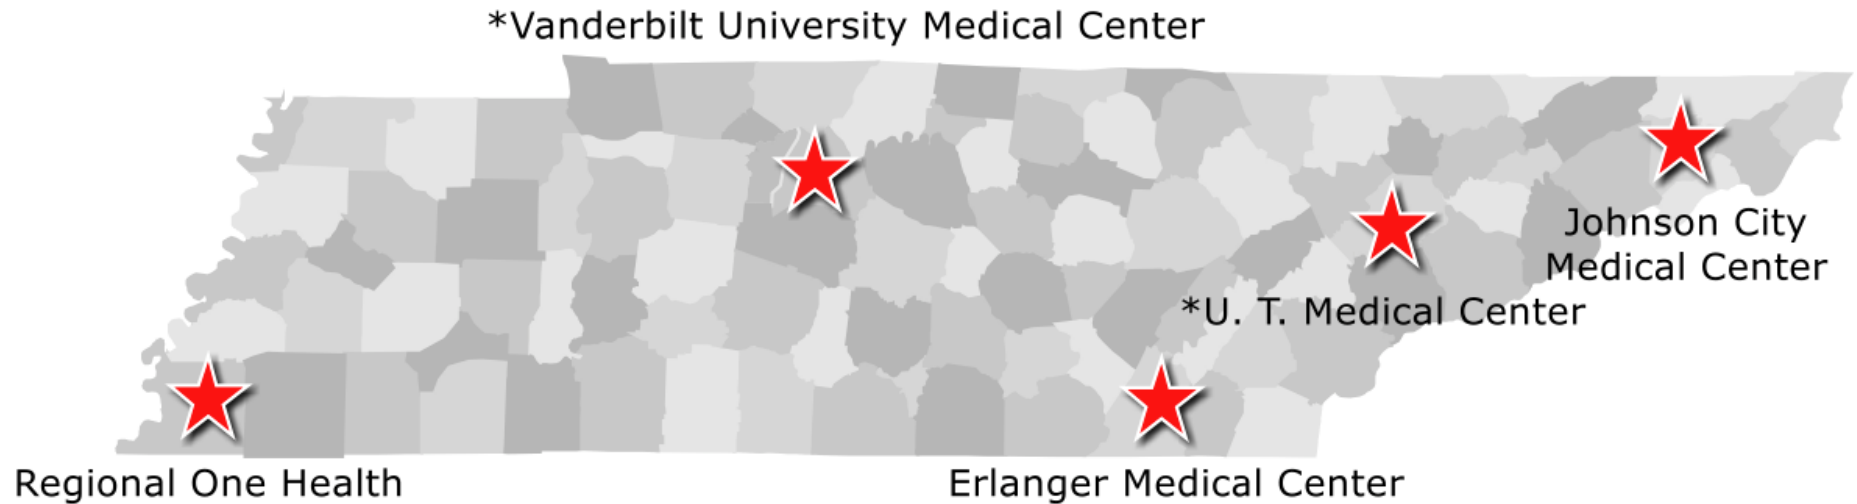 *Vanderbilt University Medical Center
Johnson City
Medical Center
*U. T. Medical Center
Regional One Health
Erlanger Medical Center